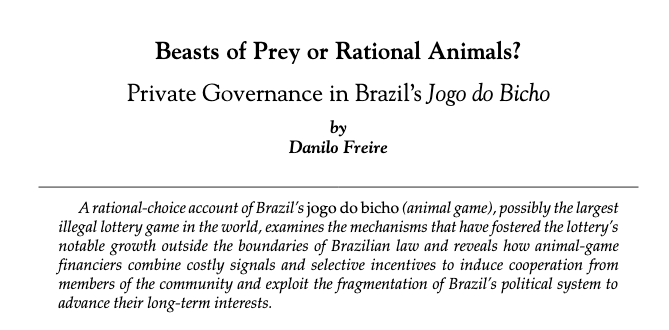 Beasts of Prey or Rational Animals?
Private Governance in Brazil's Jogo do Bicho
by
Danilo Freire
A rational-choice account of Brazil's jogo do bicho (animal game), possibly the largest
illegal lottery game in the world, examines the mechanisms that have fostered the lottery's
notable growth outside the boundaries of Brazilian law and reveals how animal-game
financiers combine costly signals and selective incentives to induce cooperation from
members of the community and exploit the fragmentation of Brazil's political system to
advance their long-term interests.